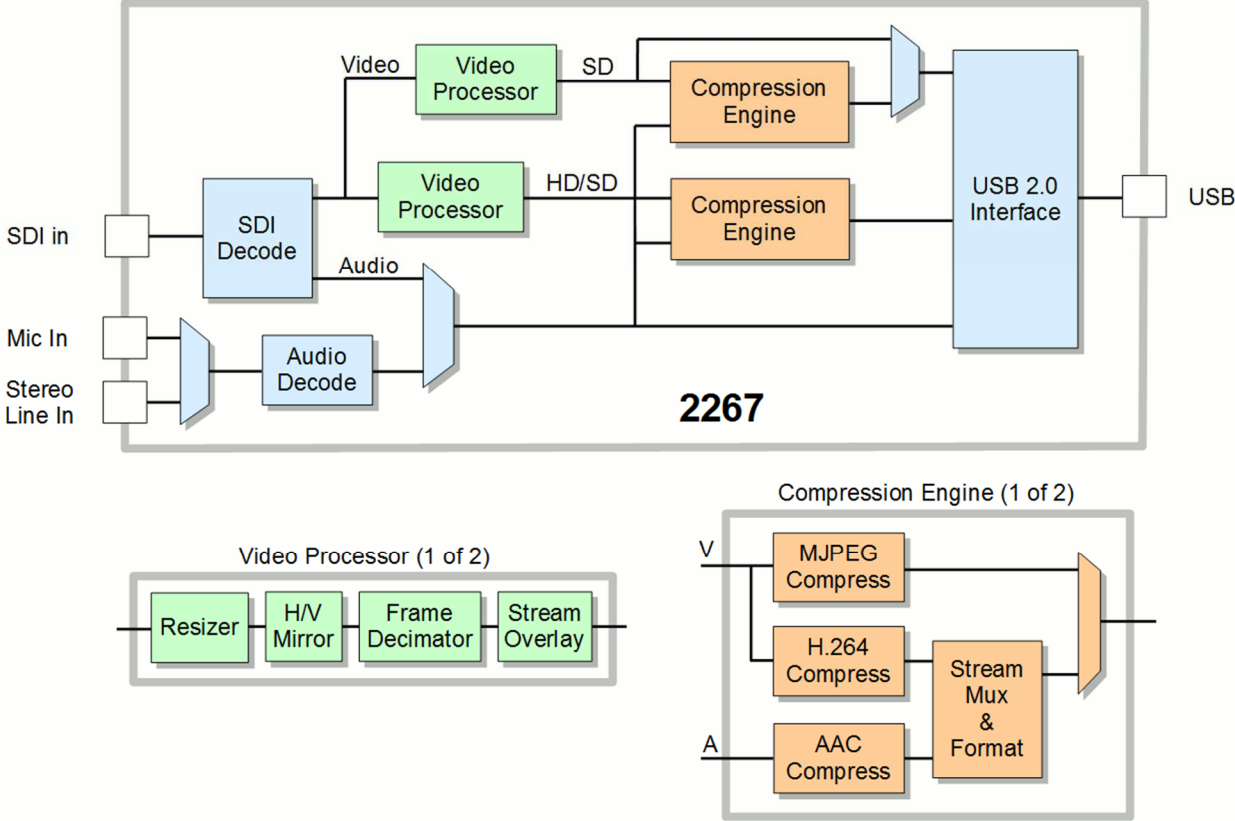 Video
Video
Processor
SD
Compression
Engine
SDI in
SDI
Decode
Video
Processor
HD/SD
Compression
Engine
USB 2.0
Interface
USB
Audio
Mic In
Stereo
Line In
Audio
Decode
2267
Video Processor (1 of 2)
Resizer
H/V
Mirror
Frame
Decimator
Stream
Overlay
Compression Engine (1 of 2)
V
MJPEG
Compress
H.264
Compress
A
AAC
Compress
Stream
Mux
&
Format